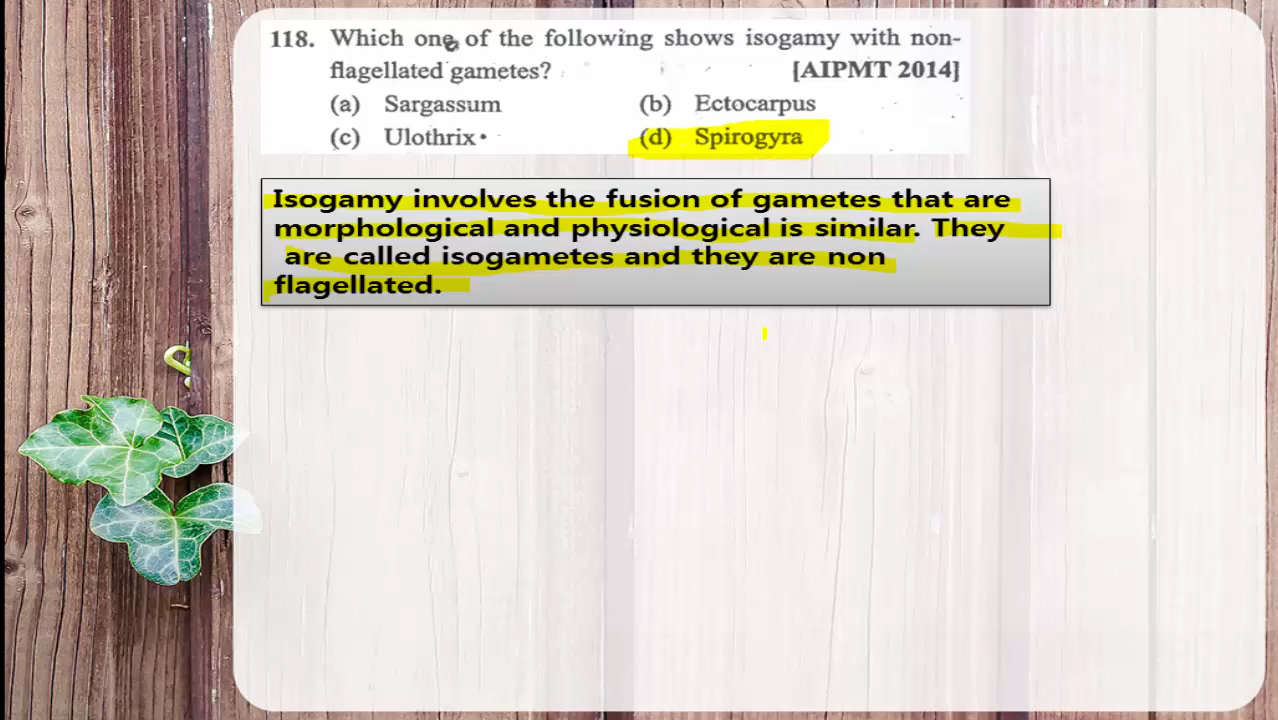 118. Which one of the following shows isogamy with non-
flagellated gametes? [AIPMT 2014]
(a) Sargassum (b) Ectocarpus
(c) Ulothrix (d) Spirogyra
Isogamy involves the fusion of gametes that are
morphological and physiological is similar. They
are called isogametes and they are non
flagellated.